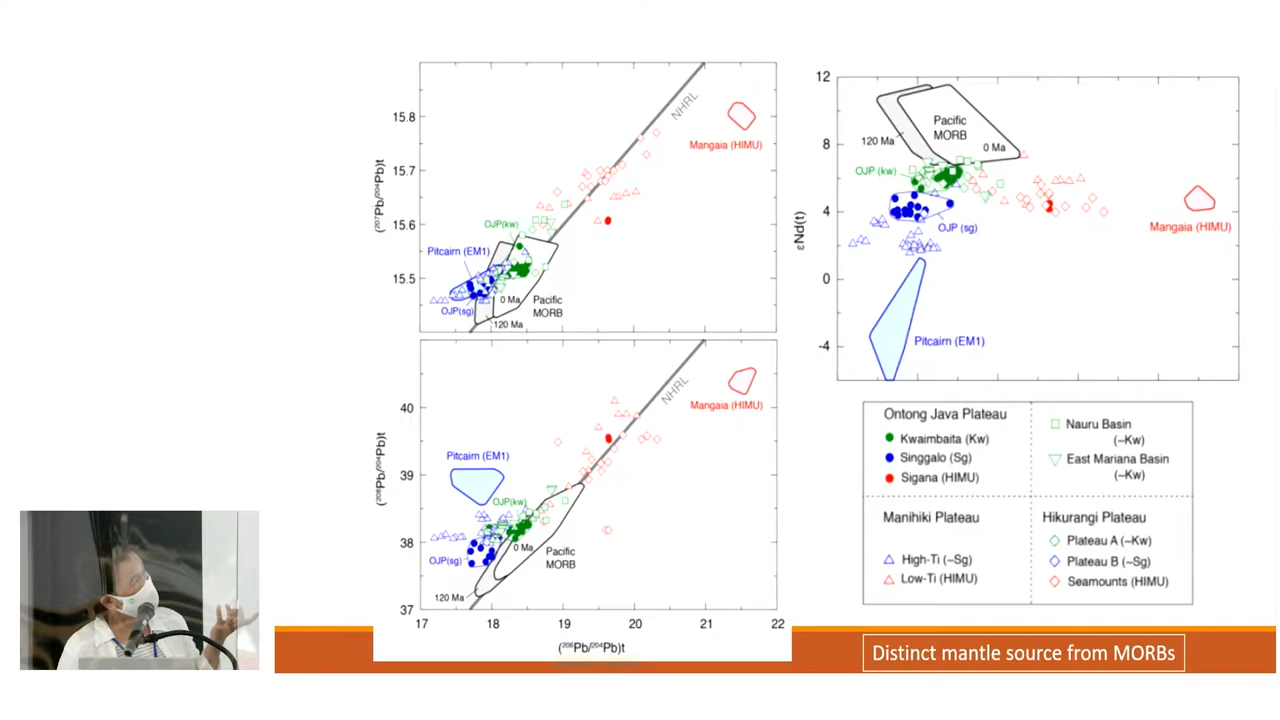 15.8
15.7
15.6
15.5
(²⁰⁷Pb/²⁰⁴Pb)t
NHRL
Mangaia (HIMU)
OJP(kw)
Pitcairn (EM1)
OJP(sg)
0 Ma
120 Ma
Pacific
MORB
40
39
38
37
(²⁰⁸Pb/²⁰⁴Pb)t
NHRL
Mangaia (HIMU)
Pitcairn (EM1)
OJP(kw)
OJP(sg)
0 Ma
120 Ma
Pacific
MORB
17 18 19 20 21 22
(²⁰⁶Pb/²⁰⁴Pb)t
12
8
4
0
-4
εNd(t)
Pacific
MORB
120 Ma
0 Ma
OJP (kw)
OJP (sg)
Mangaia (HIMU)
Pitcairn (EM1)
Ontong Java Plateau
Kwaimbaita (Kw)
Singgalo (Sg)
Sigana (HIMU)
Nauru Basin
(~Kw)
East Mariana Basin
(~Kw)
Manihiki Plateau
High-Ti (~Sg)
Low-Ti (HIMU)
Hikurangi Plateau
Plateau A (~Kw)
Plateau B (~Sg)
Seamounts (HIMU)
Distinct mantle source from MORBs